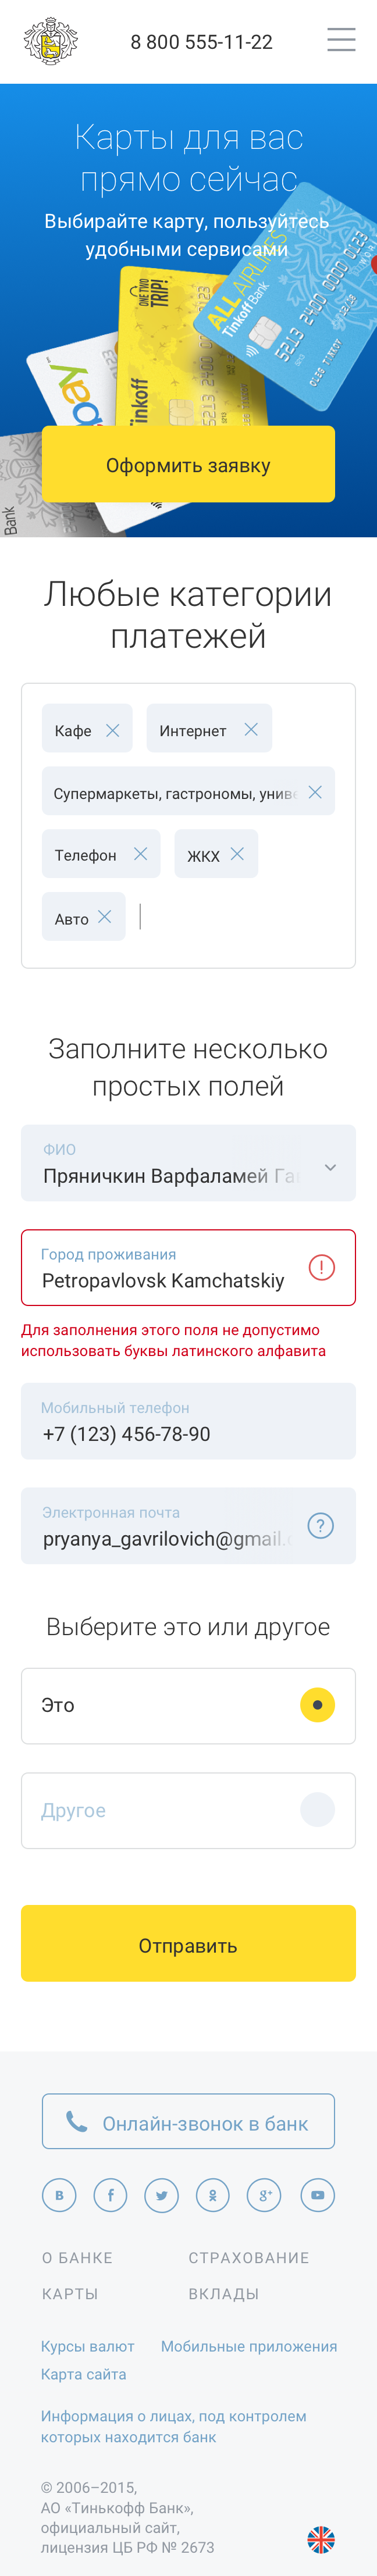 8 800 555-11-22
Карты для вас
прямо сейчас
Выбирайте карту, пользуйтесь
удобными сервисами
ALL AIRLINES
Tinkoff Bank
5213 2400 0000 0123
OLEG TINKOV
ONE TWO TRIP!
Tinkoff
Bank
Оформить заявку
Любые категории
платежей
Кафе
Интернет
Супермаркеты, гастрономы, униве
Телефон
ЖКХ
Авто
Заполните несколько
простых полей
ФИО
Пряничкин Варфаламей Га
Город проживания
Petropavlovsk Kamchatskiy
Для заполнения этого поля не допустимо
использовать буквы латинского алфавита
Мобильный телефон
+7 (123) 456-78-90
Электронная почта
pryanya_gavrilovich@gmail.c
Выберите это или другое
Это
Другое
Отправить
Онлайн-звонок в банк
О БАНКЕ
СТРАХОВАНИЕ
КАРТЫ
ВКЛАДЫ
Курсы валют
Мобильные приложения
Карта сайта
Информация о лицах, под контролем
которых находится банк
© 2006–2015,
АО «Тинькофф Банк»,
официальный сайт,
лицензия ЦБ РФ № 2673